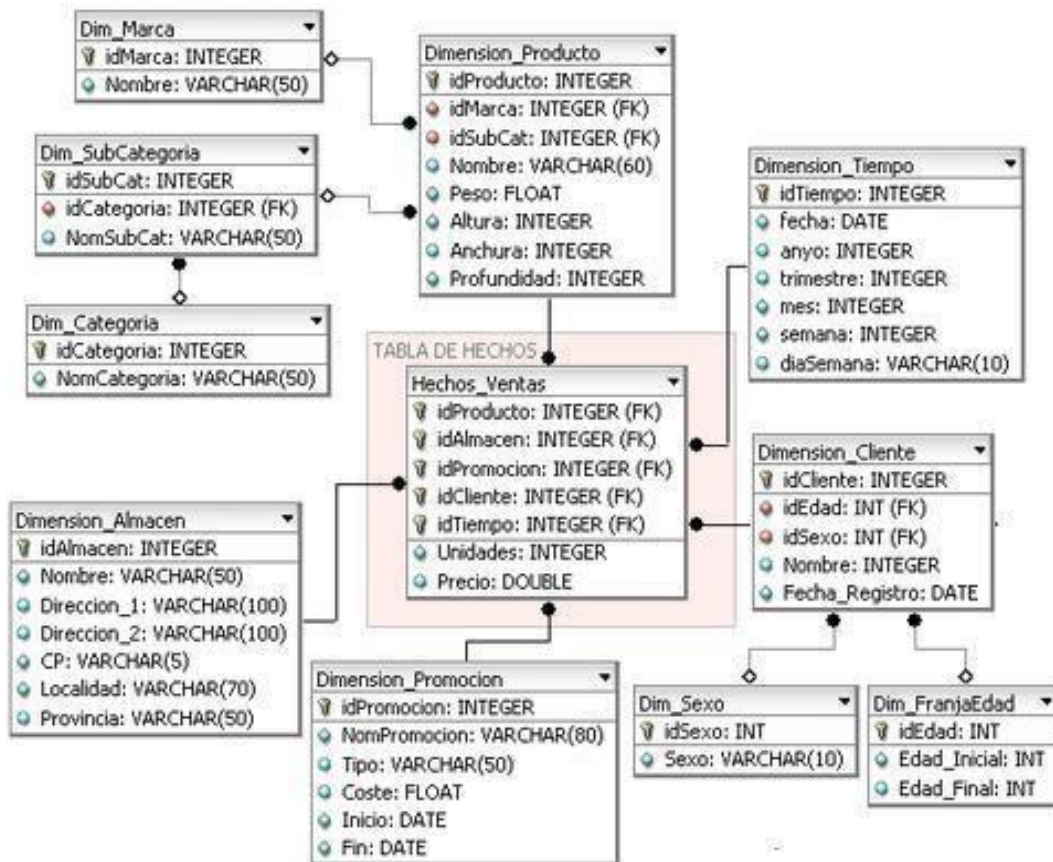 Dim_Marca
idMarca: INTEGER
Nombre: VARCHAR(50)
Dimension_Producto
idProducto: INTEGER
idMarca: INTEGER (FK)
idSubCat: INTEGER (FK)
Nombre: VARCHAR(60)
Peso: FLOAT
Altura: INTEGER
Anchura: INTEGER
Profundidad: INTEGER
Dim_SubCategoria
idSubCat: INTEGER
idCategoria: INTEGER (FK)
NomSubCat: VARCHAR(50)
Dimension_Tiempo
idTiempo: INTEGER
fecha: DATE
anyo: INTEGER
trimestre: INTEGER
mes: INTEGER
semana: INTEGER
diaSemana: VARCHAR(10)
Dim_Categoria
idCategoria: INTEGER
NomCategoria: VARCHAR(50)
TABLA DE HECHOS
Hechos_Ventas
idProducto: INTEGER (FK)
idAlmacen: INTEGER (FK)
idPromocion: INTEGER (FK)
idCliente: INTEGER (FK)
idTiempo: INTEGER (FK)
Unidades: INTEGER
Precio: DOUBLE
Dimension_Cliente
idCliente: INTEGER
idEdad: INT (FK)
idSexo: INT (FK)
Nombre: INTEGER
Fecha_Registro: DATE
Dimension_Almacen
idAlmacen: INTEGER
Nombre: VARCHAR(50)
Direccion_1: VARCHAR(100)
Direccion_2: VARCHAR(100)
CP: VARCHAR(5)
Localidad: VARCHAR(70)
Provincia: VARCHAR(50)
Dimension_Promocion
idPromocion: INTEGER
NomPromocion: VARCHAR(80)
Tipo: VARCHAR(50)
Coste: FLOAT
Inicio: DATE
Fin: DATE
Dim_Sexo
idSexo: INT
Sexo: VARCHAR(10)
Dim_FranjaEdad
idEdad: INT
Edad_Inicial: INT
Edad_Final: INT